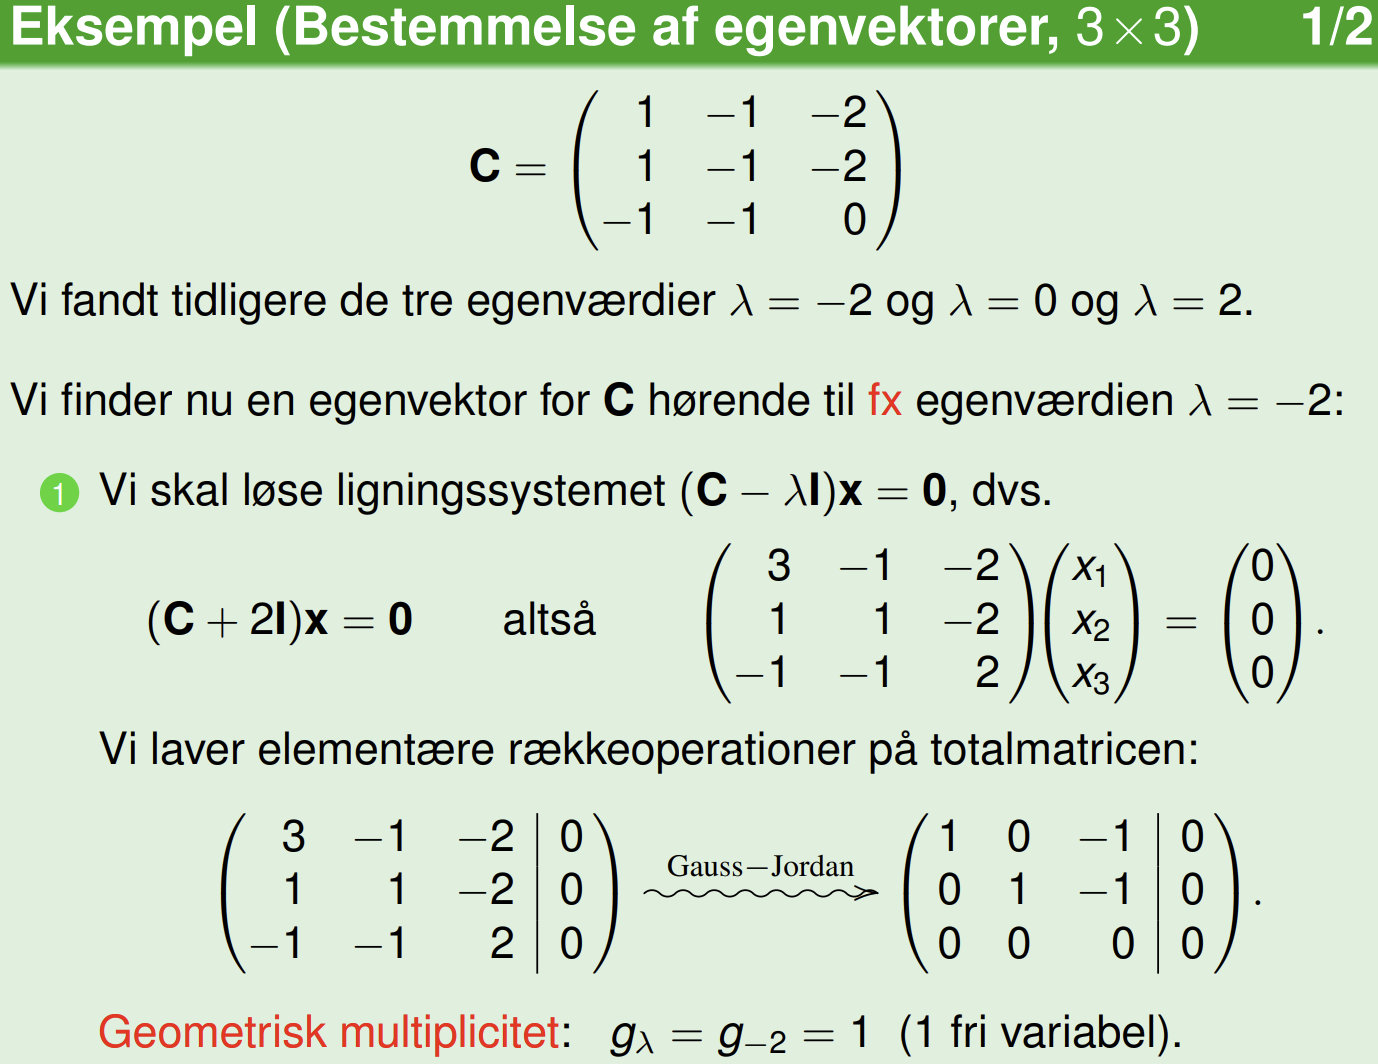 Eksempel (Bestemmelse af egenvektorer, 3×3) 1/2
C = ( 1 −1 −2
1 −1 −2
−1 −1 0 )
Vi fandt tidligere de tre egenværdier λ = −2 og λ = 0 og λ = 2.
Vi finder nu en egenvektor for C hørende til fx egenværdien λ = −2:
1 Vi skal løse ligningssystemet (C − λI)x = 0, dvs.
(C + 2I)x = 0 altså ( 3 −1 −2 ) ( x₁ ) = ( 0 )
( 1 1 −2 ) ( x₂ ) ( 0 )
( −1 −1 2 ) ( x₃ ) ( 0 ) .
Vi laver elementære rækkeoperationer på totalmatricen:
Gauss−Jordan
( 3 −1 −2 | 0 ) ( 1 0 −1 | 0 )
( 1 1 −2 | 0 ) ( 0 1 −1 | 0 ) .
( −1 −1 2 | 0 ) ( 0 0 0 | 0 )
Geometrisk multiplicitet: g_λ = g₋₂ = 1 (1 fri variabel).